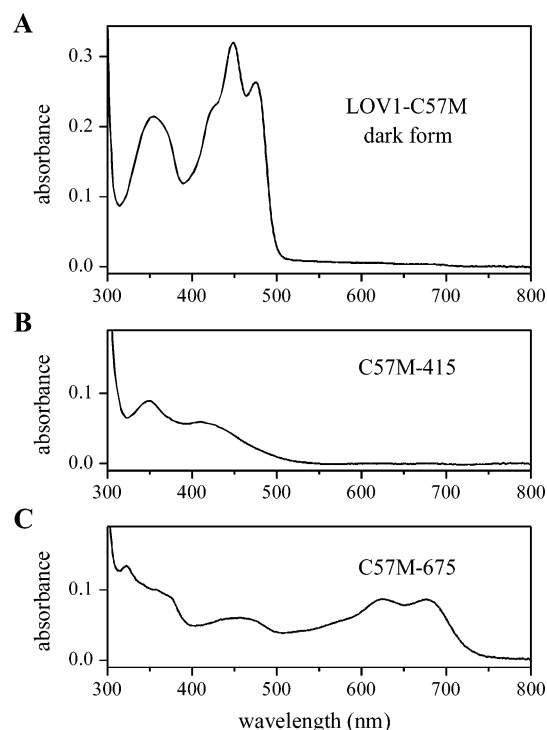 A
0.3
0.2
0.1
0.0
absorbance
LOV1-C57M
dark form
300 400 500 600 700 800
B
0.1
0.0
absorbance
C57M-415
300 400 500 600 700 800
C
0.1
0.0
absorbance
C57M-675
300 400 500 600 700 800
wavelength (nm)